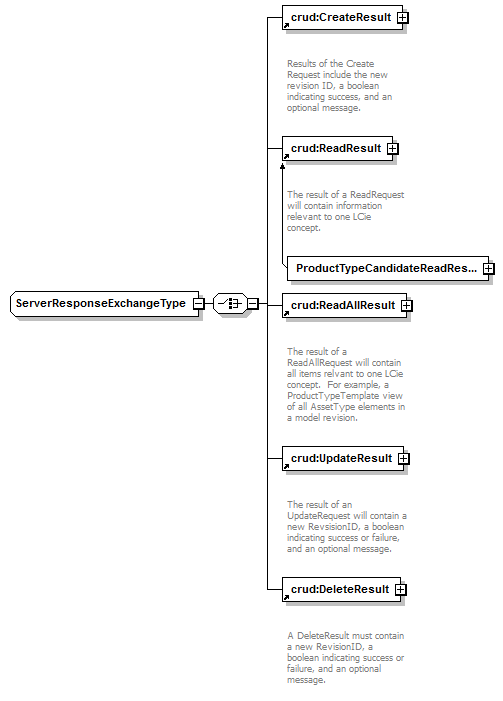 crud:CreateResult
Results of the Create
Request include the new
revision ID, a boolean
indicating success, and an
optional message.
crud:ReadResult
The result of a ReadRequest
will contain information
relevant to one LCie
concept.
ProductTypeCandidateReadRes...
ServerResponseExchangeType
crud:ReadAllResult
The result of a
ReadAllRequest will contain
all items relvant to one LCie
concept. For example, a
ProductTypeTemplate view
of all AssetType elements in
a model revision.
crud:UpdateResult
The result of an
UpdateRequest will contain a
new RevsisionID, a boolean
indicating success or failure,
and an optional message.
crud:DeleteResult
A DeleteResult must contain
a new RevisionID, a
boolean indicating success or
failure, and an optional
message.